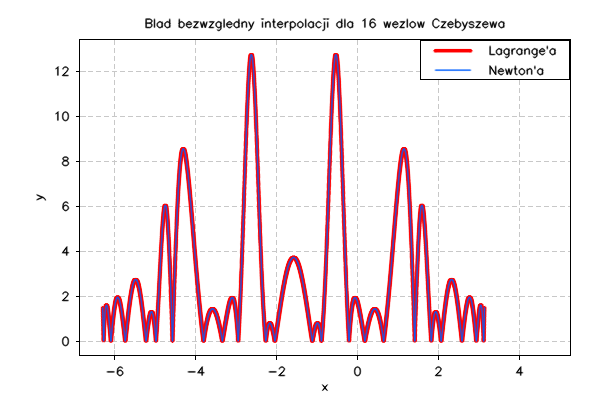 Blad bezwzgledny interpolacji dla 16 wezlow Czebyszewa
Lagrange'a
Newton'a
12
10
8
6
4
2
0
y
−6 −4 −2 0 2 4
x